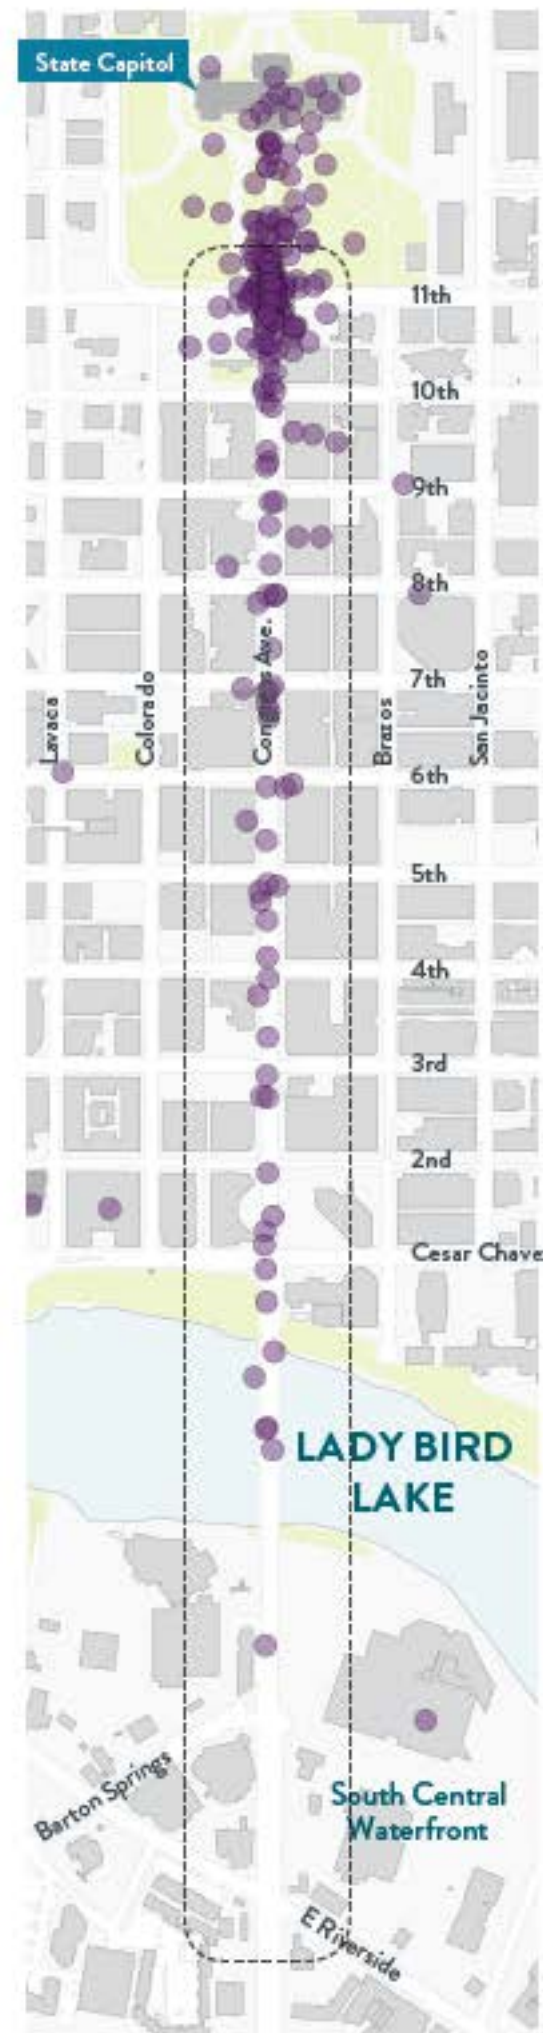 State Capitol
11th
10th
9th
8th
7th
Lavaca
Colorado
Congress Ave.
Brazos
San Jacinto
6th
5th
4th
3rd
2nd
Cesar Chave
LADY BIRD
LAKE
Barton Springs
South Central
Waterfront
E Riverside